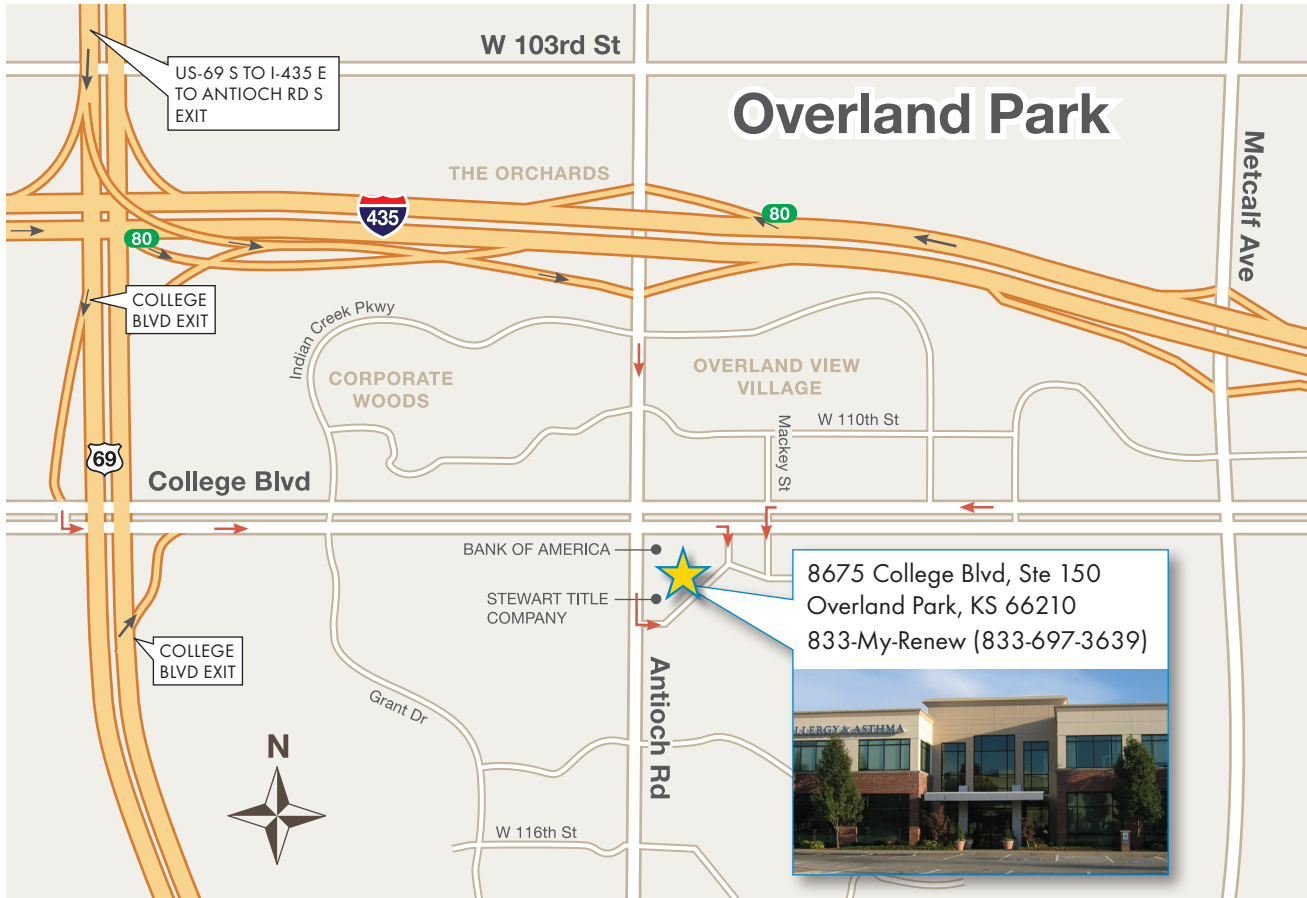 W 103rd St
US-69 S TO I-435 E
TO ANTIOCH RD S
EXIT
Overland Park
Metcalf Ave
THE ORCHARDS
435
80
80
COLLEGE
BLVD EXIT
Indian Creek Pkwy
CORPORATE
WOODS
OVERLAND VIEW
VILLAGE
W 110th St
Mackey St
69
College Blvd
BANK OF AMERICA
STEWART TITLE
COMPANY
8675 College Blvd, Ste 150
Overland Park, KS 66210
833-My-Renew (833-697-3639)
COLLEGE
BLVD EXIT
Grant Dr
Antioch Rd
LLERGY & ASTHMA
N
W 116th St